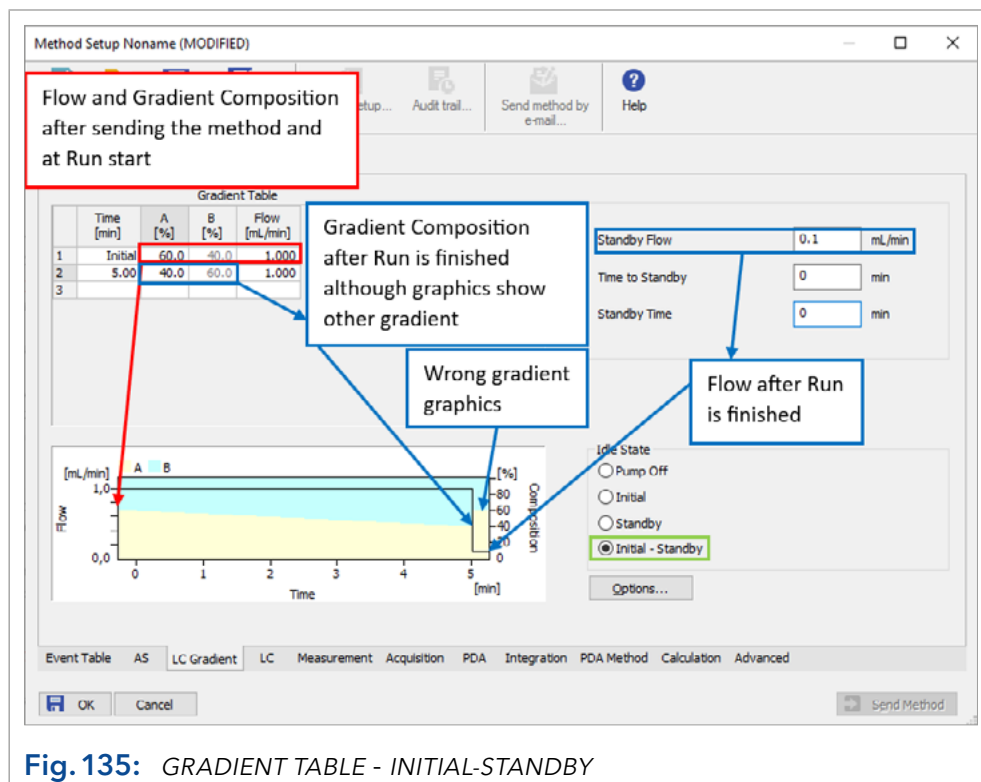 Method Setup Noname (MODIFIED)
Flow and Gradient Composition
after sending the method and
at Run start
etup...
Audit trail...
Send method by
e-mail...
Help
Gradient Table
Time
[min]
A
[%]
B
[%]
Flow
[mL/min]
1 Initial 60.0 40.0 1.000
2 5.00 40.0 60.0 1.000
3
Gradient Composition
after Run is finished
although graphics show
other gradient
Standby Flow 0.1 mL/min
Time to Standby 0 min
Standby Time 0 min
Wrong gradient
graphics
Flow after Run
is finished
[mL/min] A B [%]
1,0
0,0
Flow
80
60
40
20
0
Composition
0 1 2 3 4 5
[min]
Time
Idle State
Pump Off
Initial
Standby
Initial - Standby
Options...
Event Table AS LC Gradient LC Measurement Acquisition PDA Integration PDA Method Calculation Advanced
OK Cancel Send Method
Fig. 135: GRADIENT TABLE - INITIAL-STANDBY